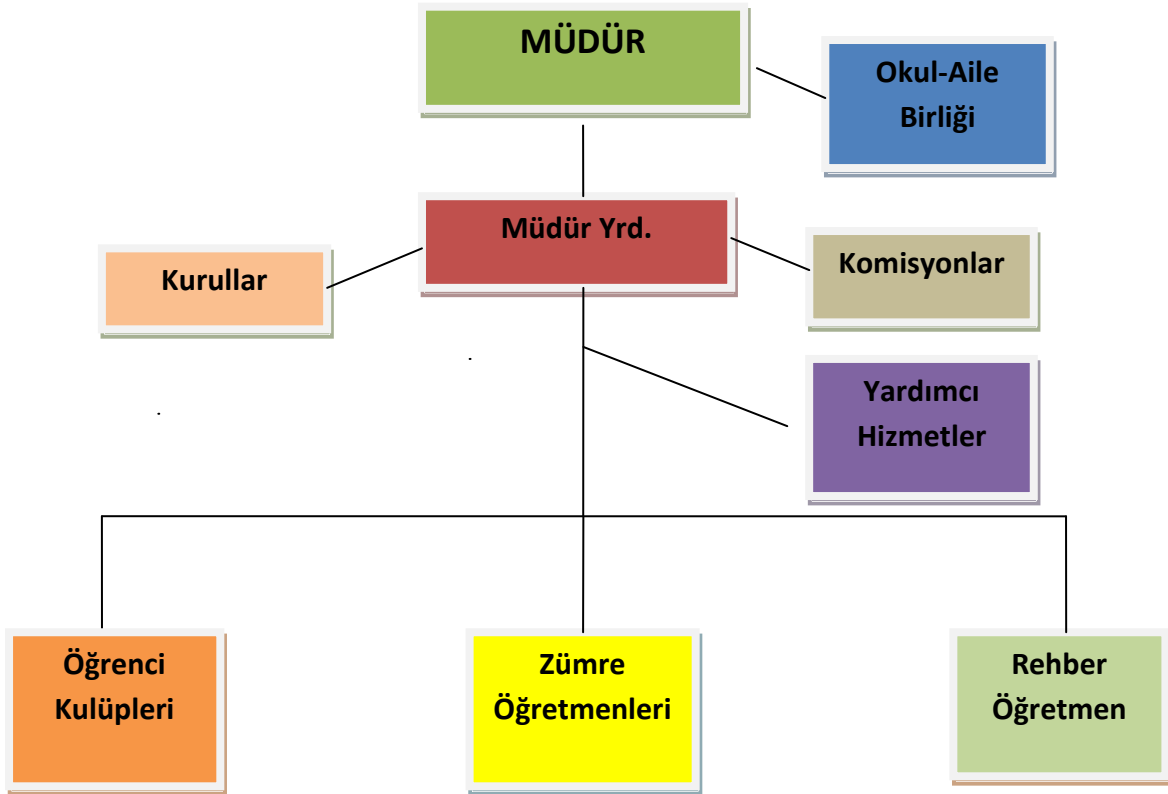 MÜDÜR
Okul-Aile
Birliği
Müdür Yrd.
Kurullar
Komisyonlar
Yardımcı
Hizmetler
Öğrenci
Kulüpleri
Zümre
Öğretmenleri
Rehber
Öğretmen